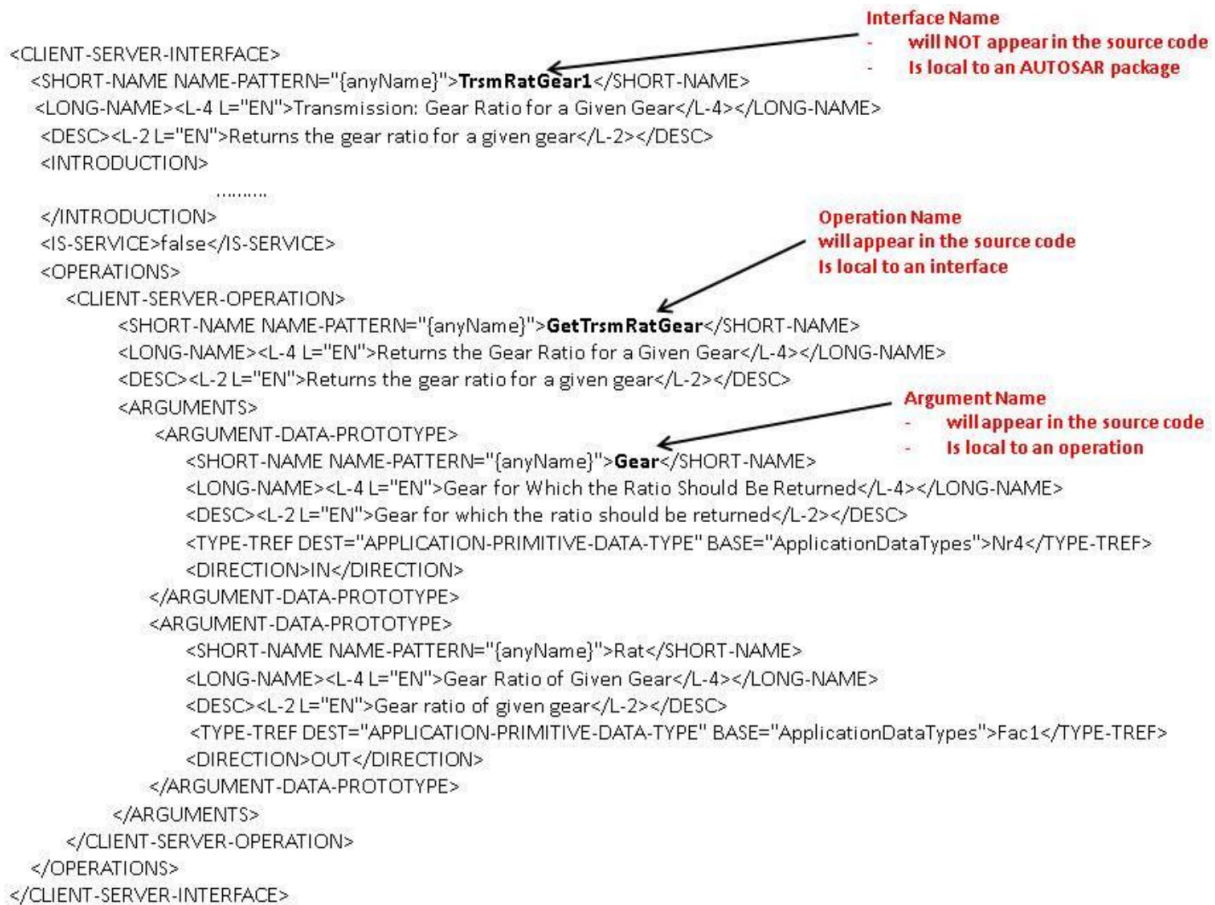 Interface Name
- will NOT appear in the source code
- Is local to an AUTOSAR package
<CLIENT-SERVER-INTERFACE>
<SHORT-NAME NAME-PATTERN="{anyName}">TrsmRatGear1</SHORT-NAME>
<LONG-NAME><L-4 L="EN">Transmission: Gear Ratio for a Given Gear</L-4></LONG-NAME>
<DESC><L-2 L="EN">Returns the gear ratio for a given gear</L-2></DESC>
<INTRODUCTION>
..........
</INTRODUCTION>
<IS-SERVICE>false</IS-SERVICE>
Operation Name
will appear in the source code
Is local to an interface
<OPERATIONS>
<CLIENT-SERVER-OPERATION>
<SHORT-NAME NAME-PATTERN="{anyName}">GetTrsmRatGear</SHORT-NAME>
<LONG-NAME><L-4 L="EN">Returns the Gear Ratio for a Given Gear</L-4></LONG-NAME>
<DESC><L-2 L="EN">Returns the gear ratio for a given gear</L-2></DESC>
<ARGUMENTS>
Argument Name
- will appear in the source code
- Is local to an operation
<ARGUMENT-DATA-PROTOTYPE>
<SHORT-NAME NAME-PATTERN="{anyName}">Gear</SHORT-NAME>
<LONG-NAME><L-4 L="EN">Gear for Which the Ratio Should Be Returned</L-4></LONG-NAME>
<DESC><L-2 L="EN">Gear for which the ratio should be returned</L-2></DESC>
<TYPE-TREF DEST="APPLICATION-PRIMITIVE-DATA-TYPE" BASE="ApplicationDataTypes">Nr4</TYPE-TREF>
<DIRECTION>IN</DIRECTION>
</ARGUMENT-DATA-PROTOTYPE>
<ARGUMENT-DATA-PROTOTYPE>
<SHORT-NAME NAME-PATTERN="{anyName}">Rat</SHORT-NAME>
<LONG-NAME><L-4 L="EN">Gear Ratio of Given Gear</L-4></LONG-NAME>
<DESC><L-2 L="EN">Gear ratio of given gear</L-2></DESC>
<TYPE-TREF DEST="APPLICATION-PRIMITIVE-DATA-TYPE" BASE="ApplicationDataTypes">Fac1</TYPE-TREF>
<DIRECTION>OUT</DIRECTION>
</ARGUMENT-DATA-PROTOTYPE>
</ARGUMENTS>
</CLIENT-SERVER-OPERATION>
</OPERATIONS>
</CLIENT-SERVER-INTERFACE>